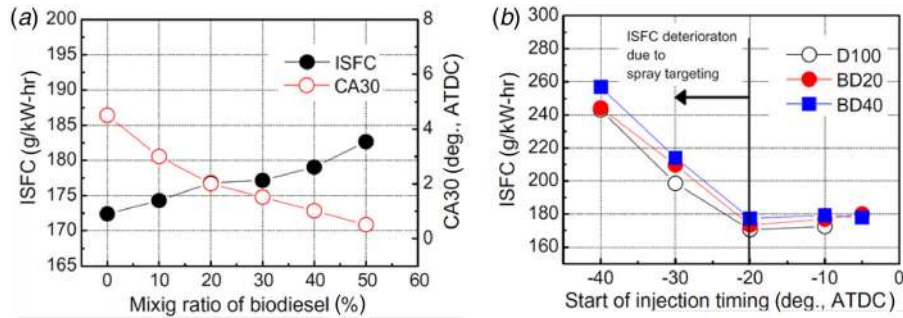 (a)
200
195
190
185
180
175
170
165
ISFC (g/kW-hr)
ISFC
CA30
8
6
4
2
0
CA30 (deg., ATDC)
0 10 20 30 40 50 60
Mixig ratio of biodiesel (%)
(b)
300
280
260
240
220
200
180
160
ISFC (g/kW-hr)
ISFC deterioraton
due to
spray targeting
D100
BD20
BD40
-40 -30 -20 -10 0
Start of injection timing (deg., ATDC)